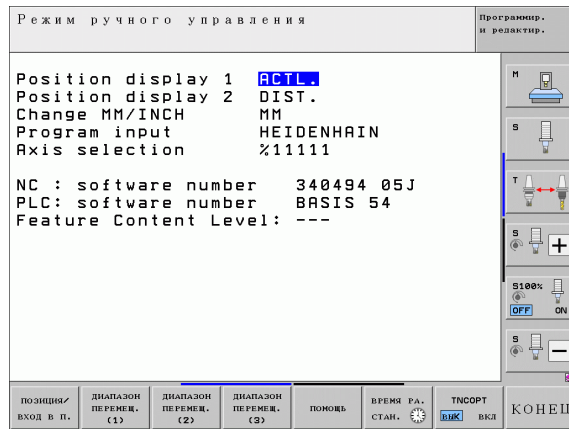 Режим ручного управления
Программир.
и редактир.
Position display 1 ACTL.
Position display 2 DIST.
Change MM/INCH MM
Program input HEIDENHAIN
Axis selection %11111
NC : software number 340494 05J
PLC: software number BASIS 54
Feature Content Level: ---
M
S
T
S
+
S100%
OFF ON
S
-
ПОЗИЦИЯ/
ВХОД В П.
ДИАПАЗОН
ПЕРЕМЕЩ.
(1)
ДИАПАЗОН
ПЕРЕМЕЩ.
(2)
ДИАПАЗОН
ПЕРЕМЕЩ.
(3)
ПОМОЩЬ
ВРЕМЯ РА.
СТАН.
TNCOPT
ВЫК ВКЛ
КОНЕЦ